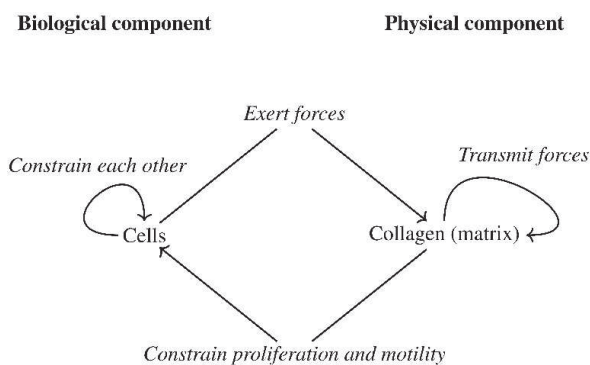 Biological component
Physical component
Exert forces
Constrain each other
Transmit forces
Cells
Collagen (matrix)
Constrain proliferation and motility